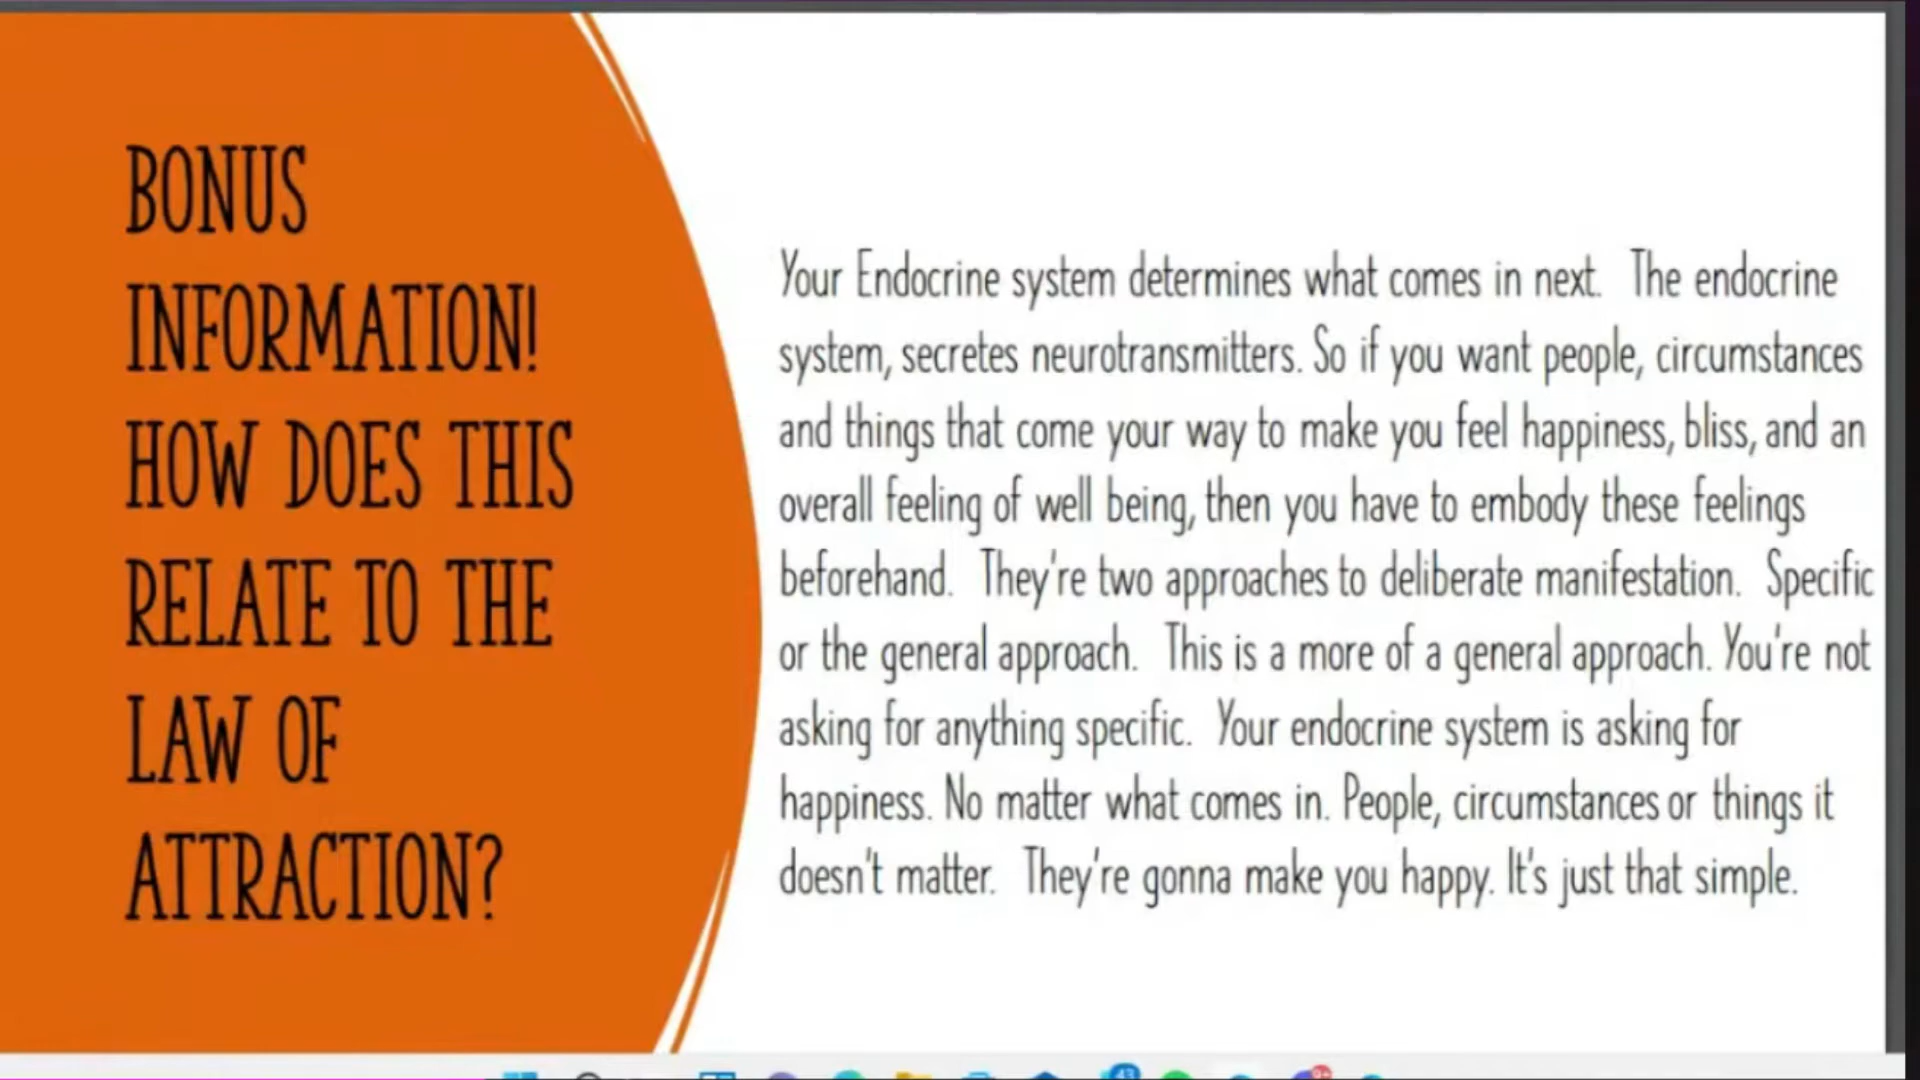 BONUS
INFORMATION!
HOW DOES THIS
RELATE TO THE
LAW OF
ATTRACTION?
Your Endocrine system determines what comes in next. The endocrine
system, secretes neurotransmitters. So if you want people, circumstances
and things that come your way to make you feel happiness, bliss, and an
overall feeling of well being, then you have to embody these feelings
beforehand. They're two approaches to deliberate manifestation. Specific
or the general approach. This is a more of a general approach. You're not
asking for anything specific. Your endocrine system is asking for
happiness. No matter what comes in. People, circumstances or things it
doesn't matter. They're gonna make you happy. It's just that simple.
43
9+